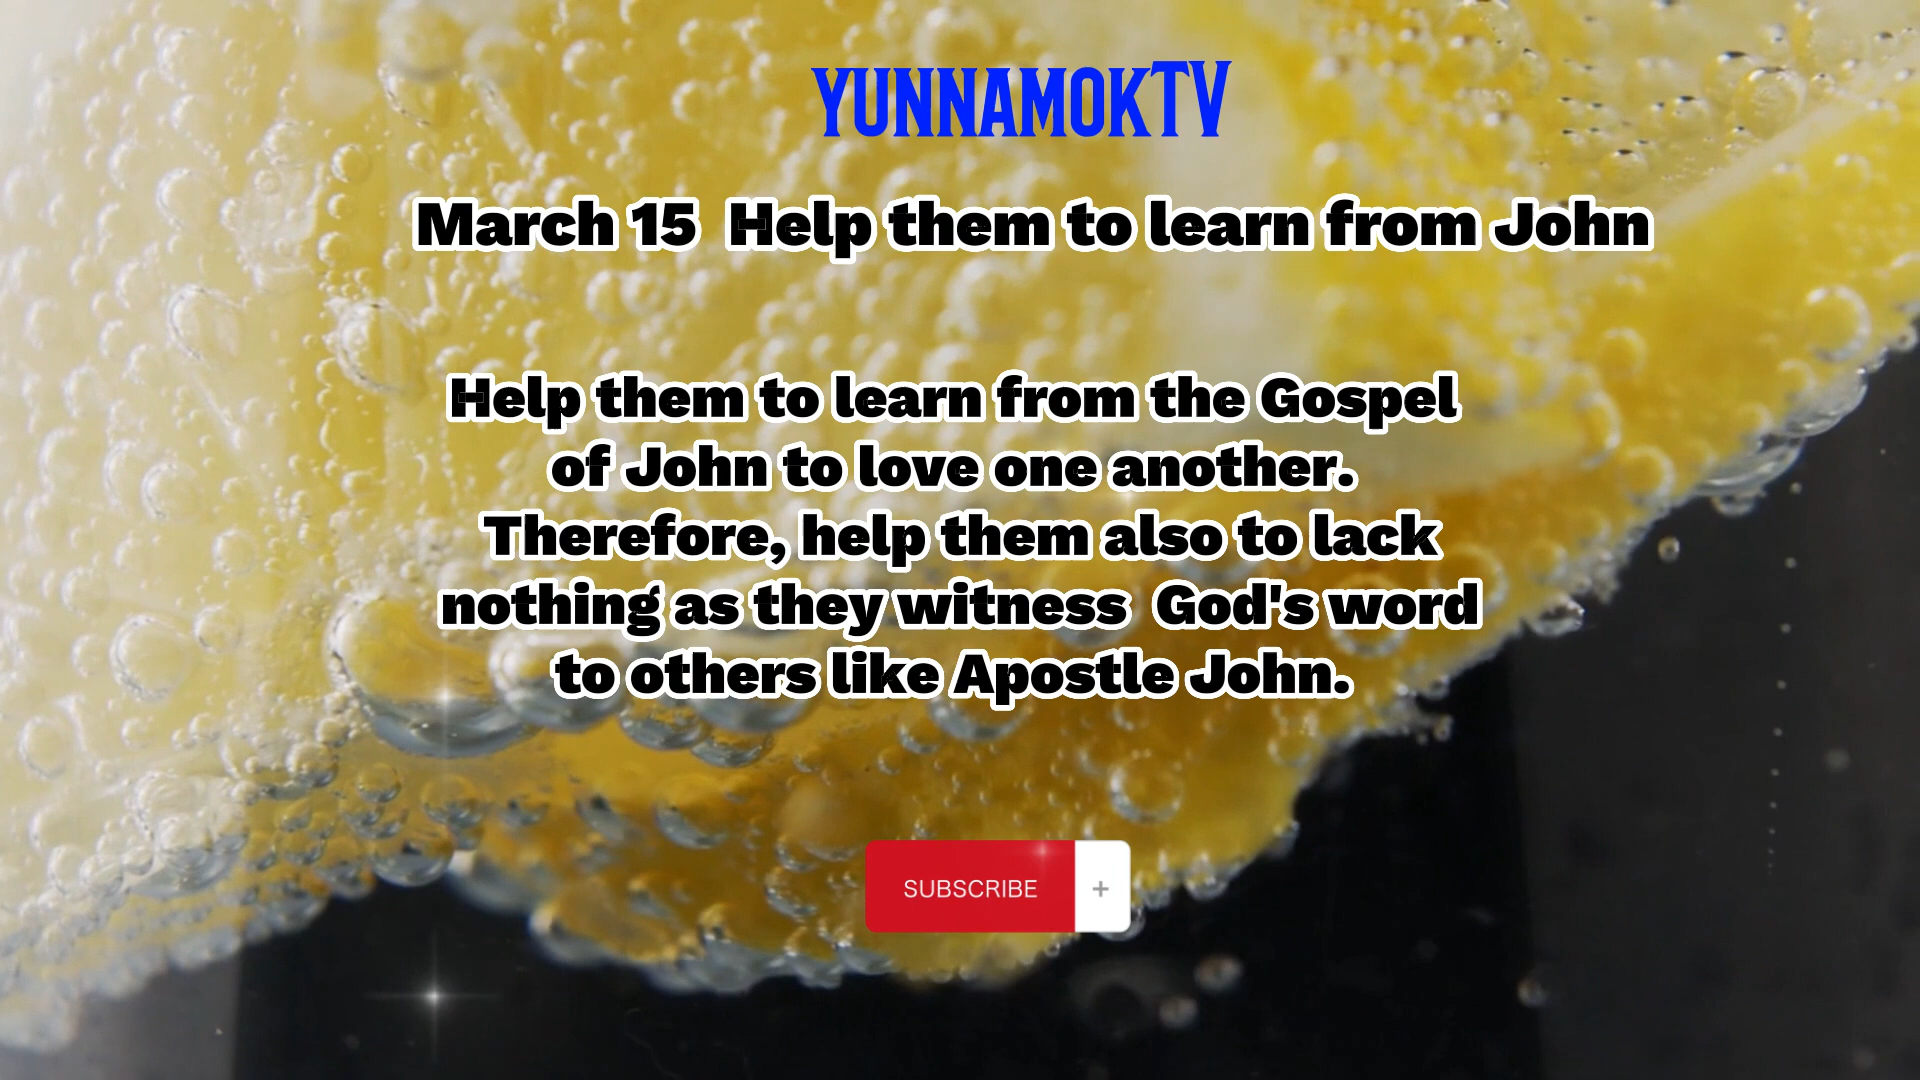 YUNNAMOKTV
March 15  Help them to learn from John
Help them to learn from the Gospel
of John to love one another.
Therefore, help them also to lack
nothing as they witness  God's word
to others like Apostle John.
SUBSCRIBE +